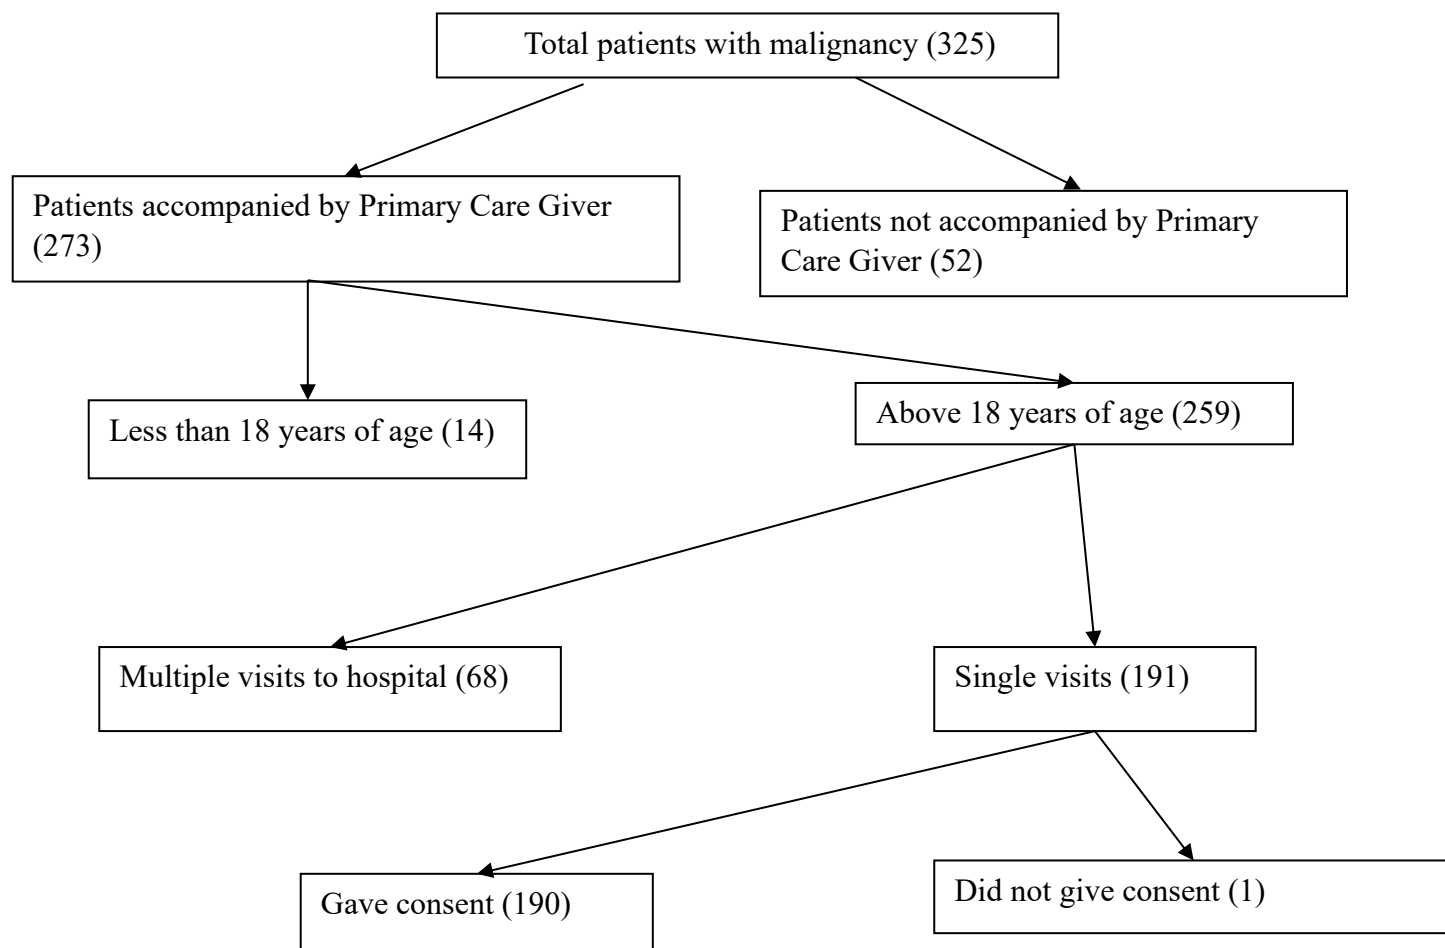 Total patients with malignancy (325)
Patients accompanied by Primary Care Giver
(273)
Patients not accompanied by Primary
Care Giver (52)
Less than 18 years of age (14)
Above 18 years of age (259)
Multiple visits to hospital (68)
Single visits (191)
Gave consent (190)
Did not give consent (1)